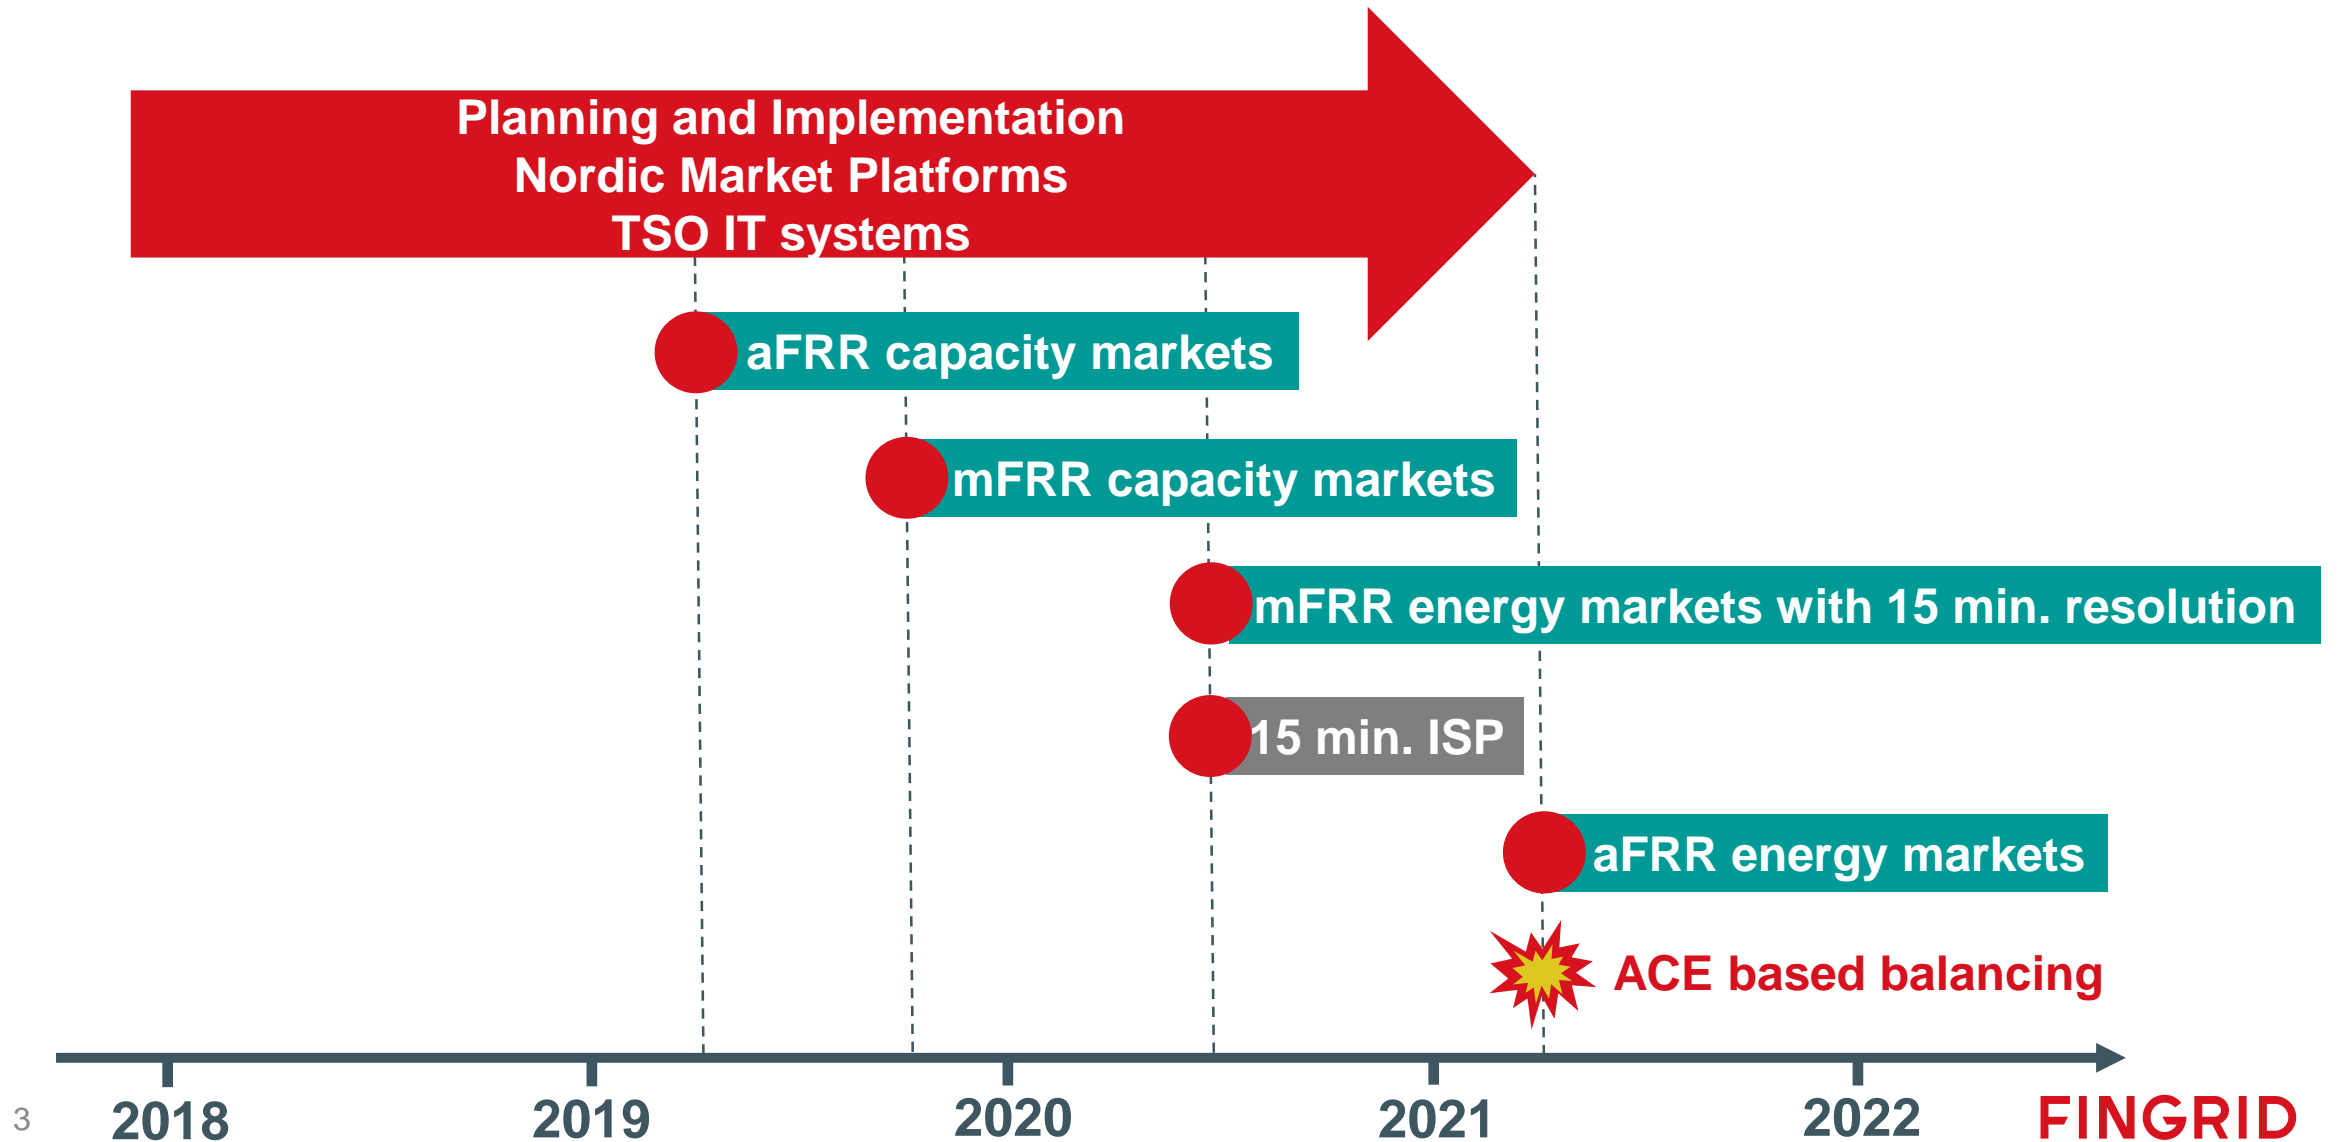 Planning and Implementation
Nordic Market Platforms
TSO IT systems
aFRR capacity markets
mFRR capacity markets
mFRR energy markets with 15 min. resolution
15 min. ISP
aFRR energy markets
ACE based balancing
2018
2019
2020
2021
2022
3
FINGRID